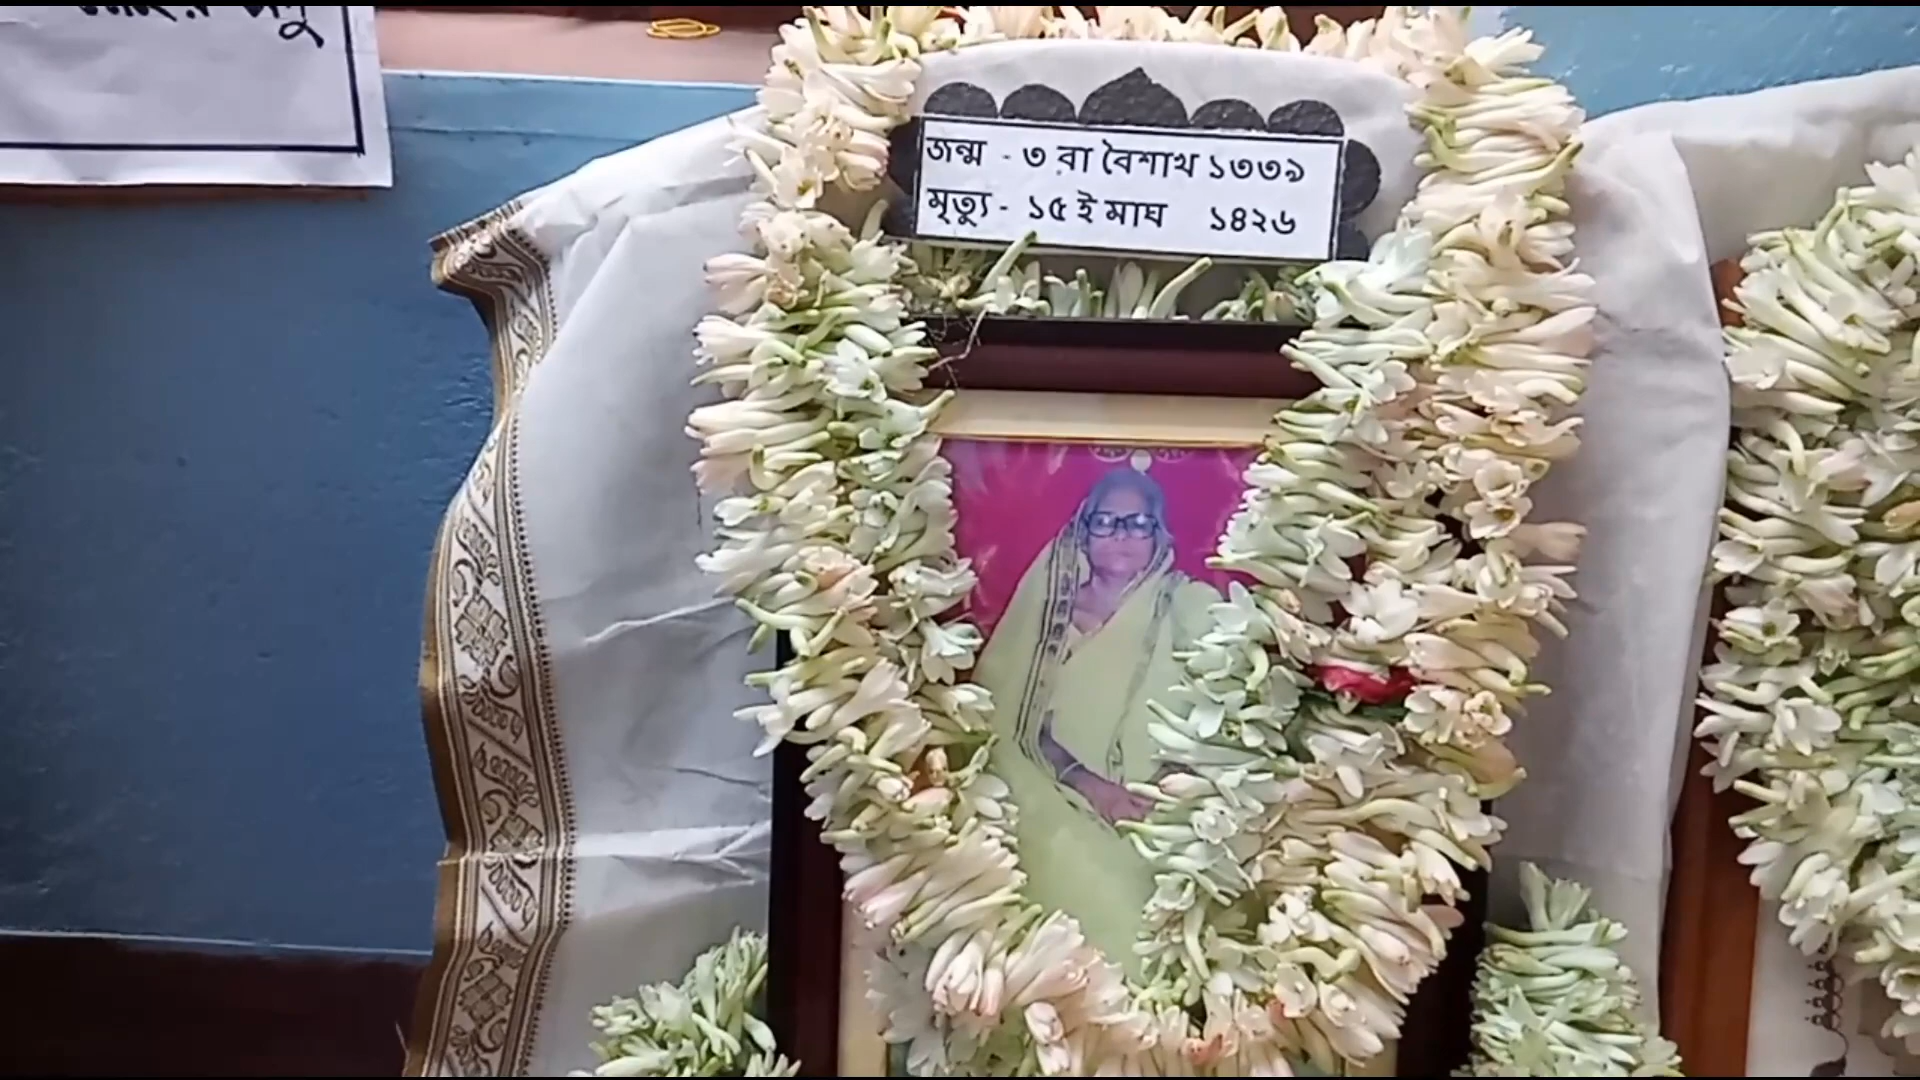 জন্ম - ৩ রা বৈশাখ ১৩৩৯
মৃত্যু - ১৫ ই মাঘ ১৪২৬